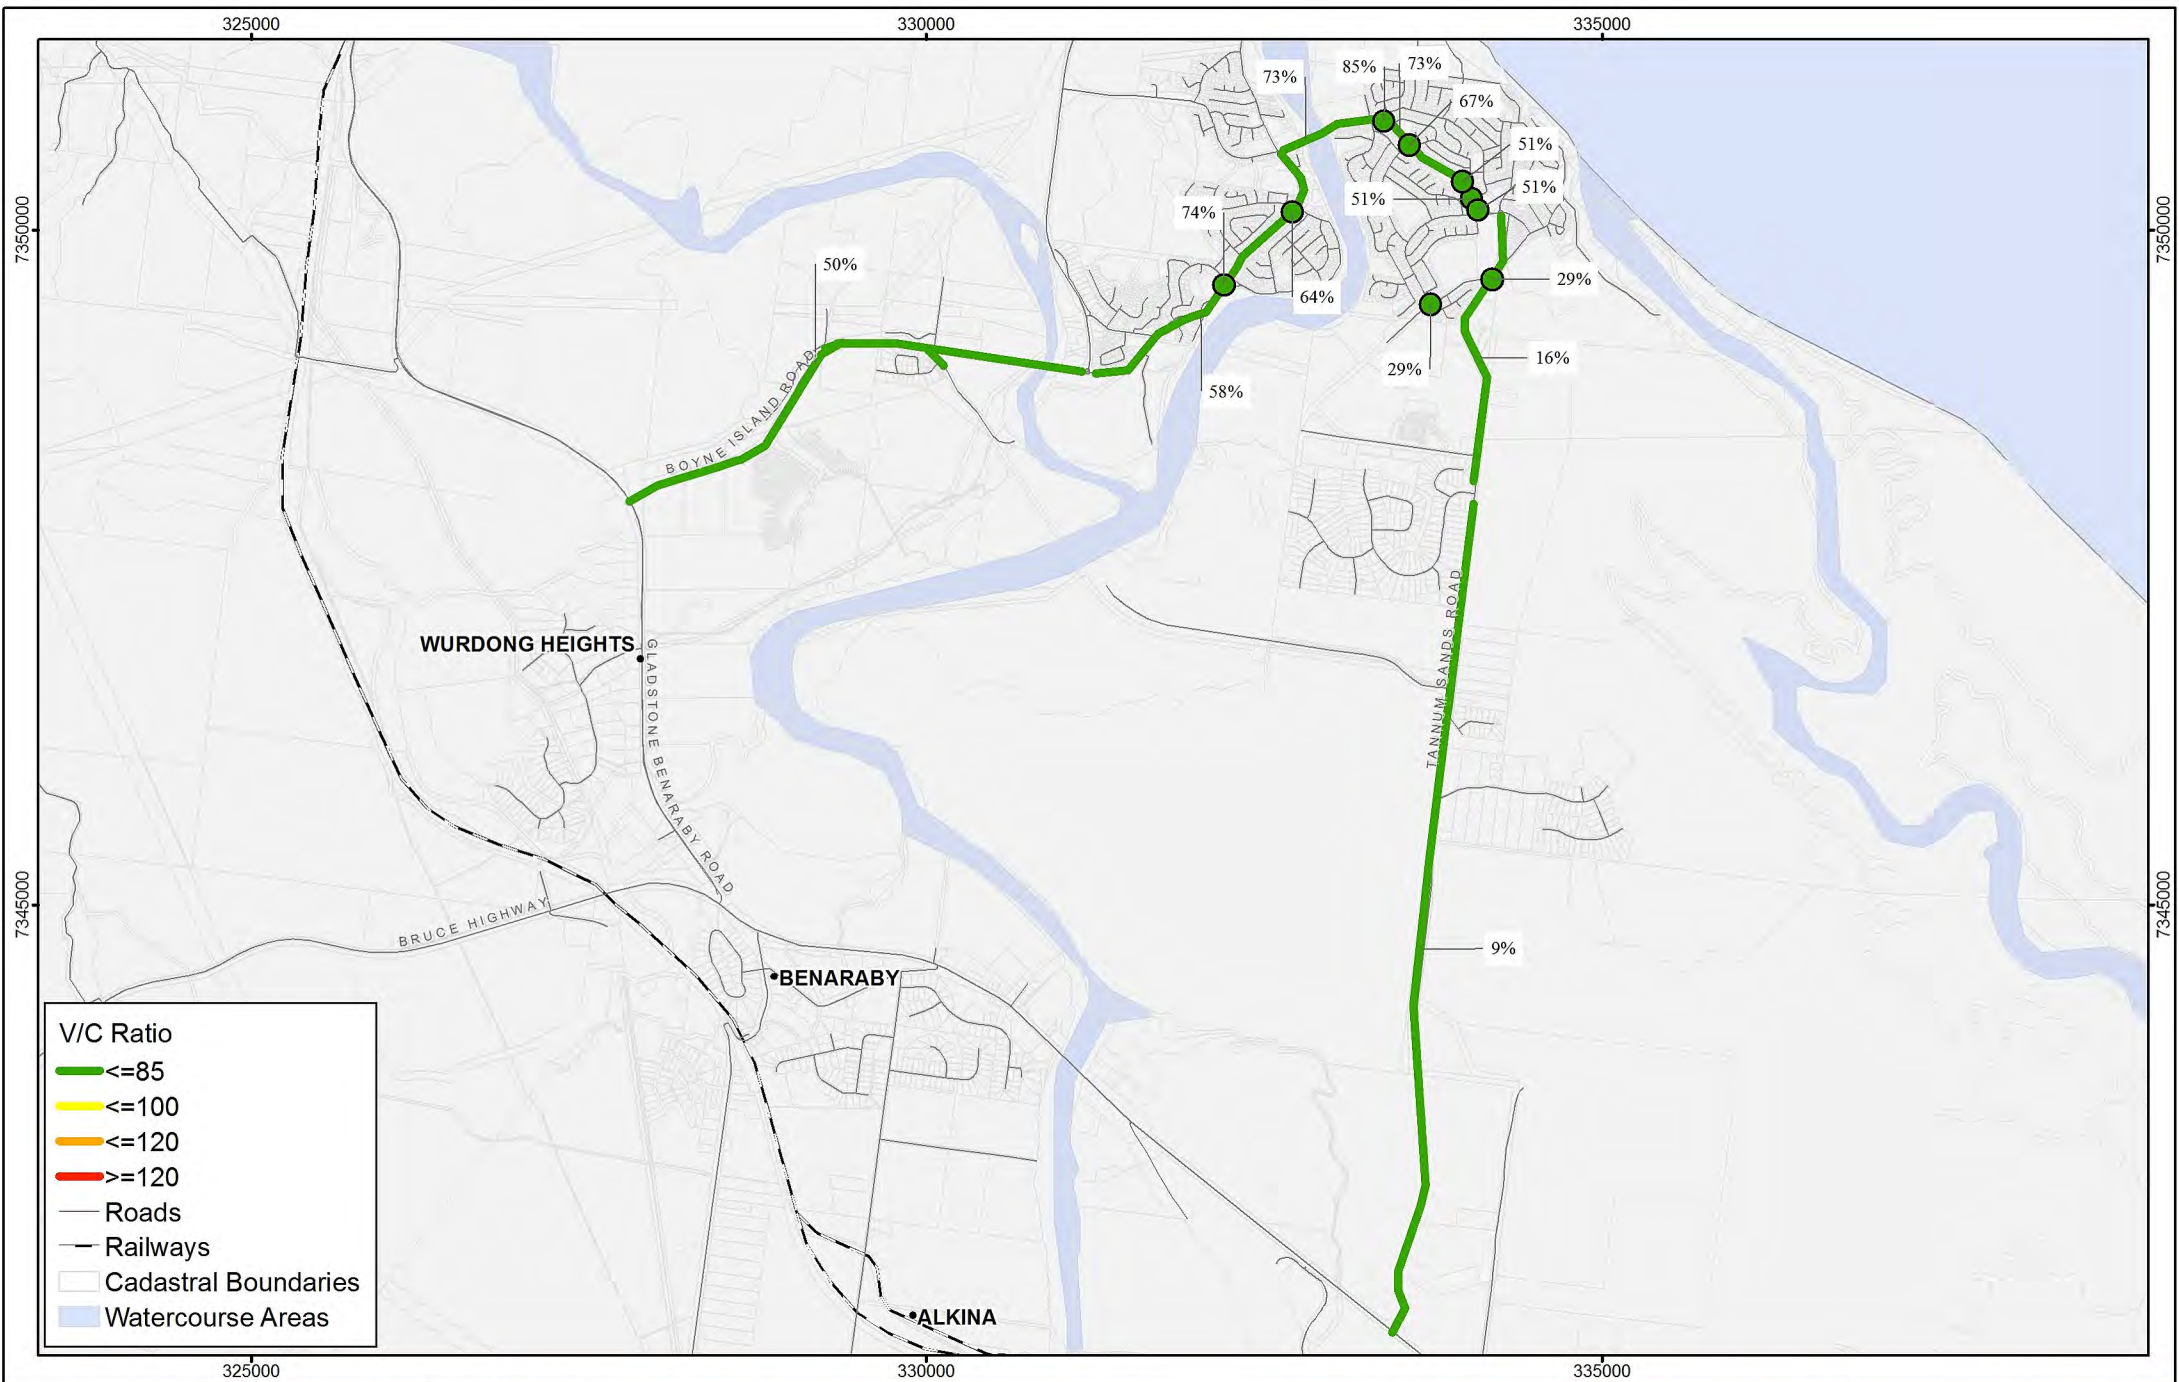 325000
330000
335000
73%
85%
73%
67%
51%
51%
51%
74%
7350000
7350000
50%
64%
29%
29%
16%
58%
BOYNE ISLAND ROAD
TANNUM SANDS ROAD
WURDONG HEIGHTS
GLADSTONE BENARABY ROAD
7345000
7345000
BRUCE HIGHWAY
9%
BENARABY
V/C Ratio
<=85
<=100
<=120
>=120
Roads
Railways
Cadastral Boundaries
Watercourse Areas
ALKINA
325000
330000
335000